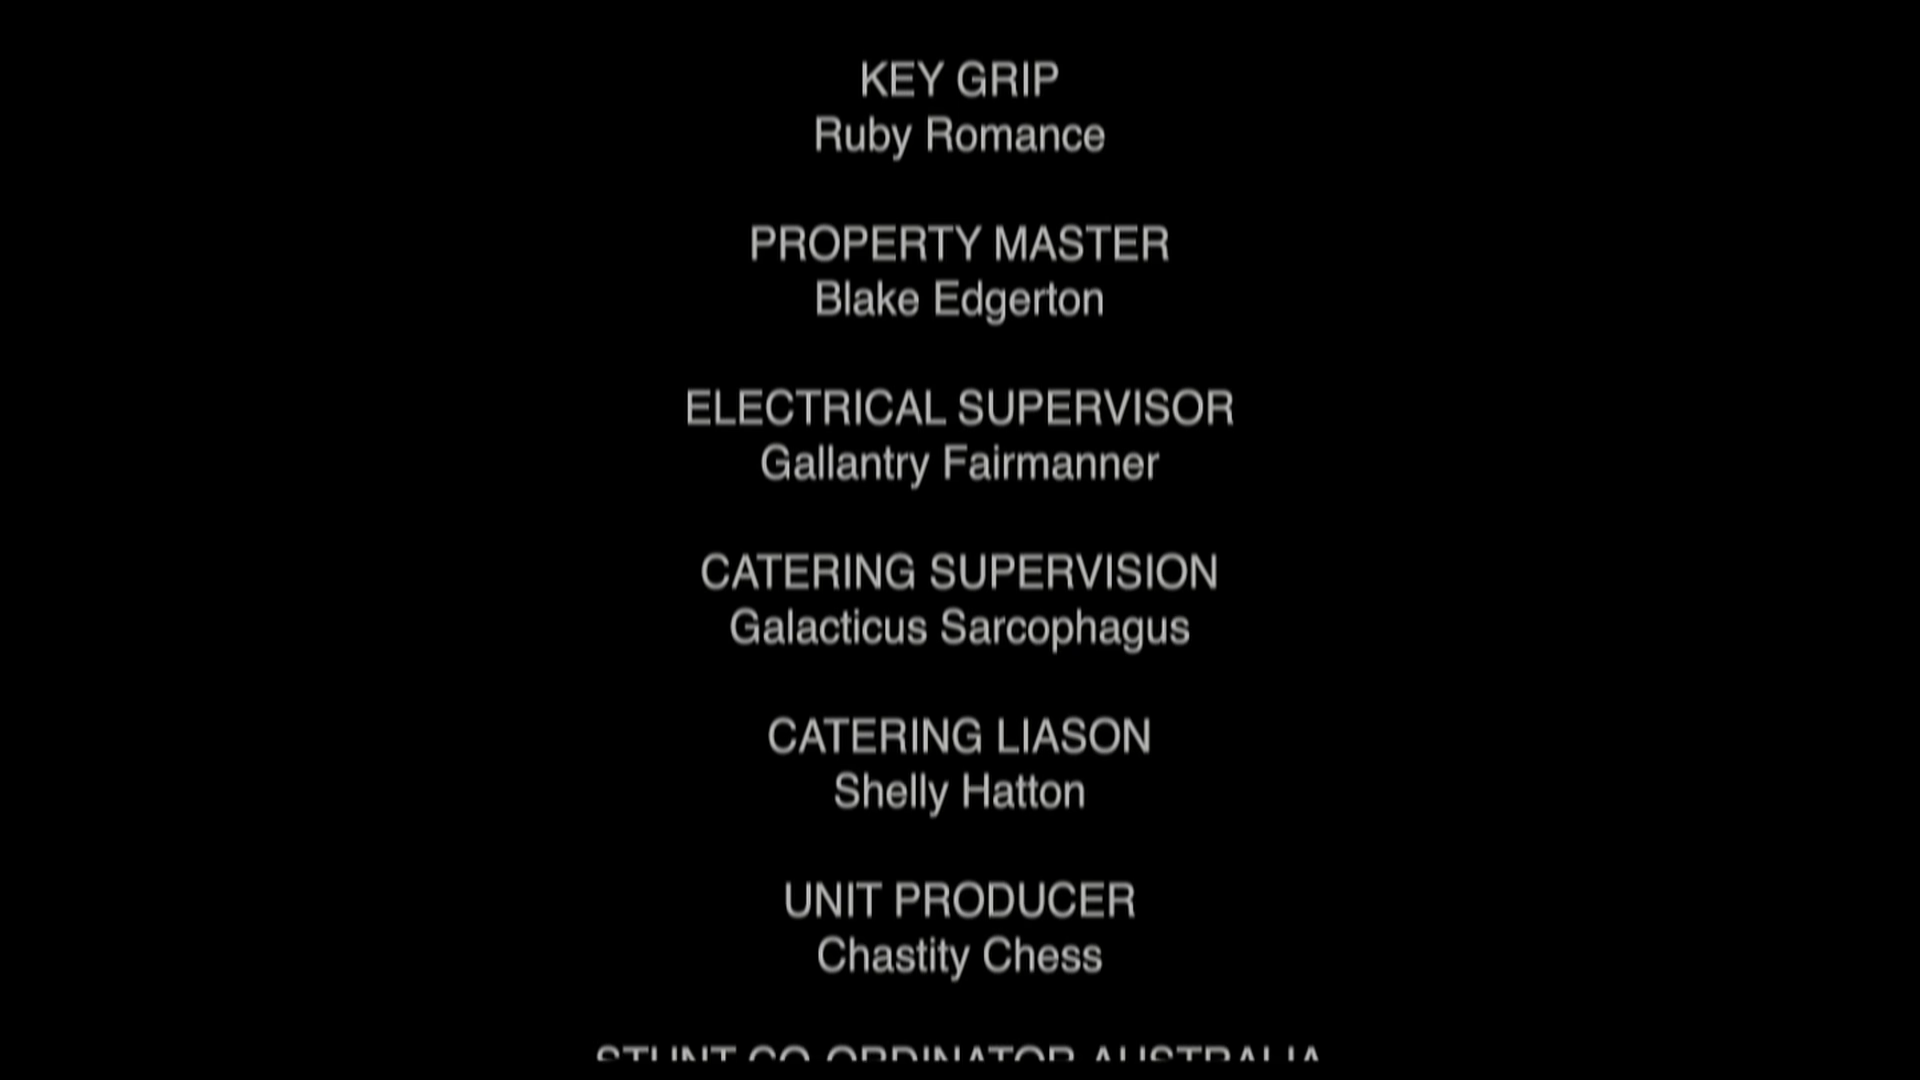 KEY GRIP
Ruby Romance
PROPERTY MASTER
Blake Edgerton
ELECTRICAL SUPERVISOR
Gallantry Fairmanner
CATERING SUPERVISION
Galacticus Sarcophagus
CATERING LIASON
Shelly Hatton
UNIT PRODUCER
Chastity Chess
STUNT CO-ORDINATOR AUSTRALIA